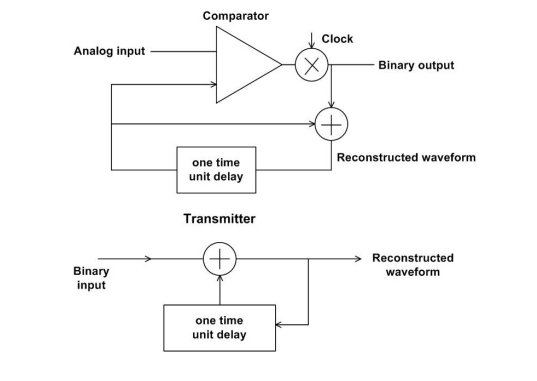 Comparator
Clock
Analog input
Binary output
Reconstructed waveform
one time
unit delay
Transmitter
Binary
input
Reconstructed
waveform
one time
unit delay